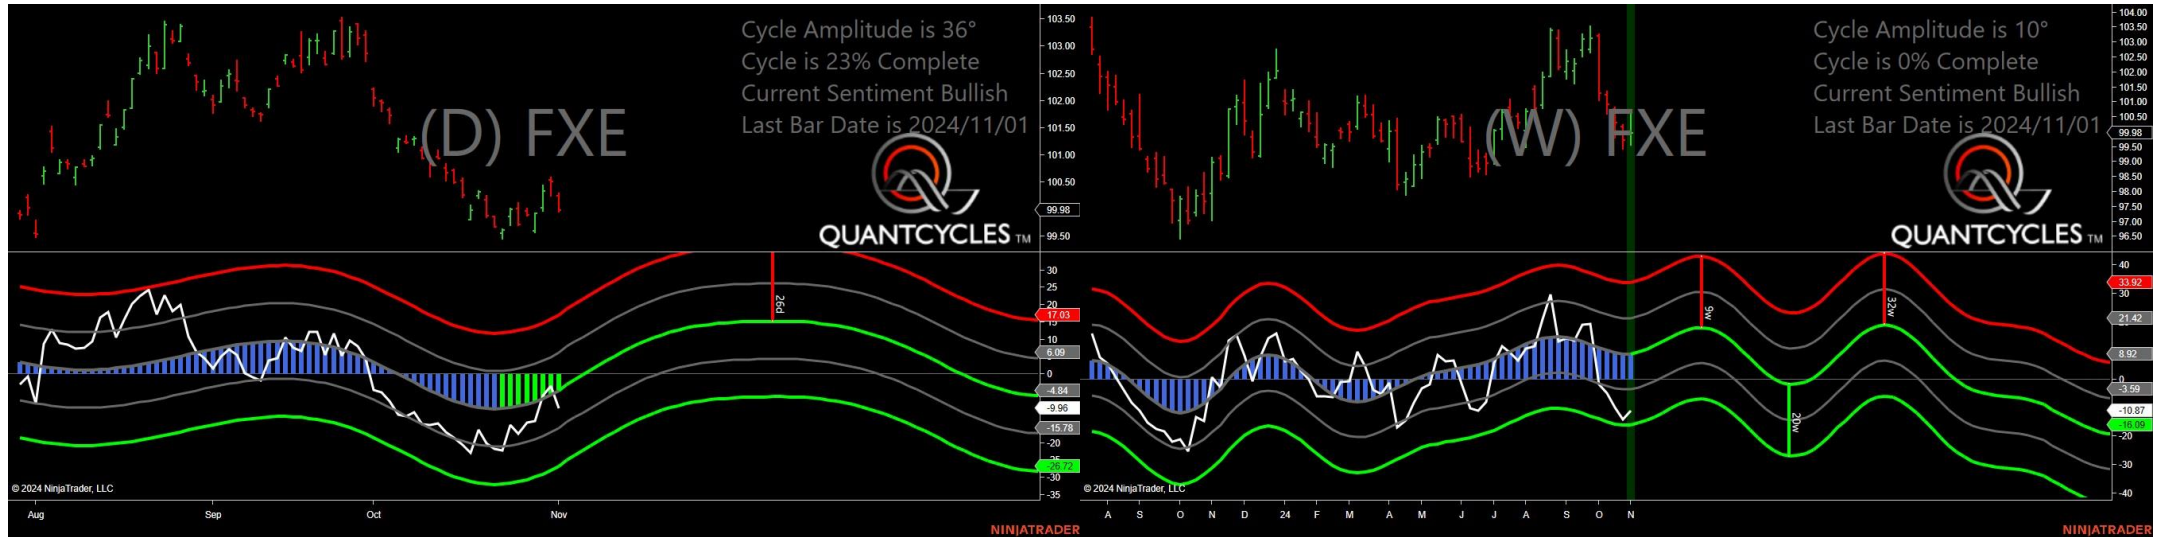 Cycle Amplitude is 36°
Cycle is 23% Complete
Current Sentiment Bullish
Last Bar Date is 2024/11/01
(D) FXE
QUANTCYCLES TM
103.50
103.00
102.50
102.00
101.50
101.00
100.50
99.98
99.50
26d
30
25
20
17.03
15
10
6.09
0
-4.84
-9.96
-15.78
-20
-26.72
-30
-35
© 2024 NinjaTrader, LLC
Aug Sep Oct Nov
NINJATRADER
Cycle Amplitude is 10°
Cycle is 0% Complete
Current Sentiment Bullish
Last Bar Date is 2024/11/01
(W) FXE
QUANTCYCLES TM
104.00
103.50
103.00
102.50
102.00
101.50
101.00
100.50
99.98
99.50
99.00
98.50
98.00
97.50
97.00
96.50
9w
20w
32w
40
33.92
30
21.42
8.92
0
-3.59
-10.87
-16.09
-20
-30
-40
© 2024 NinjaTrader, LLC
A S O N D 24 F M A M J J A S O N
NINJATRADER